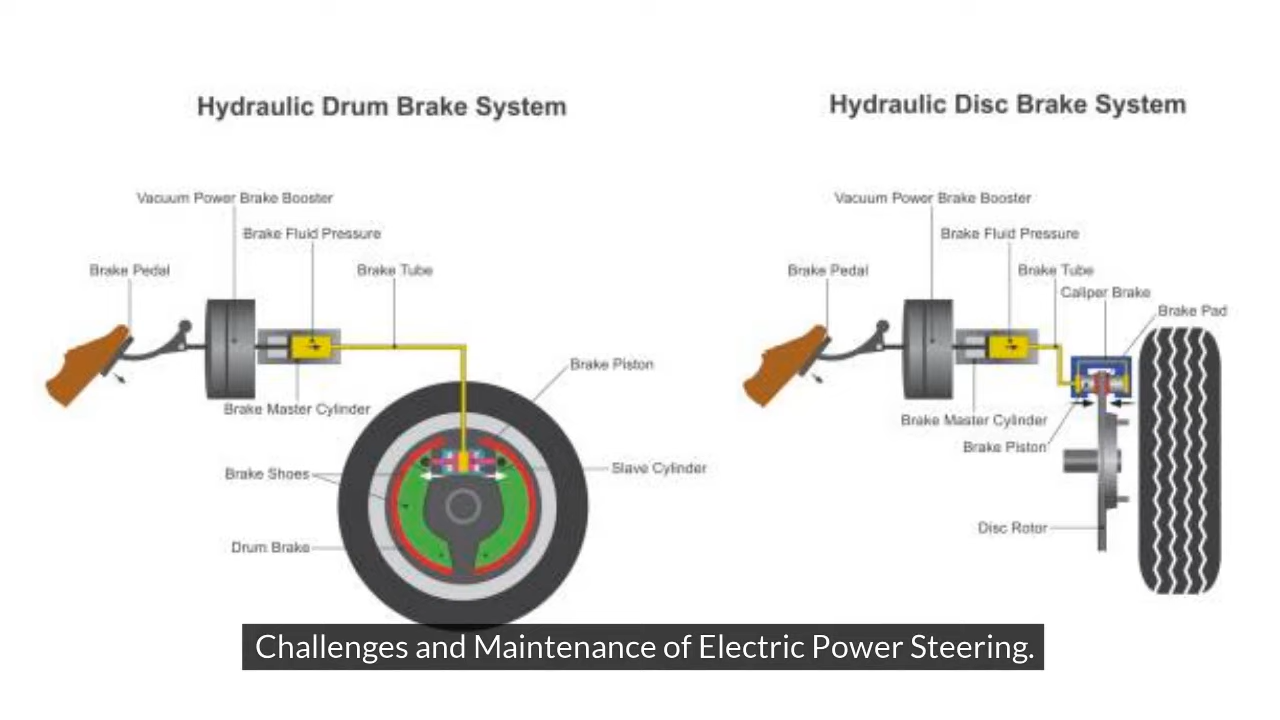 Hydraulic Drum Brake System
Vacuum Power Brake Booster
Brake Fluid Pressure
Brake Pedal
Brake Tube
Brake Piston
Brake Master Cylinder
Brake Shoes
Slave Cylinder
Drum Brake
Hydraulic Disc Brake System
Vacuum Power Brake Booster
Brake Fluid Pressure
Brake Pedal
Brake Tube
Caliper Brake
Brake Pad
Brake Master Cylinder
Brake Piston
Disc Rotor
Challenges and Maintenance of Electric Power Steering.